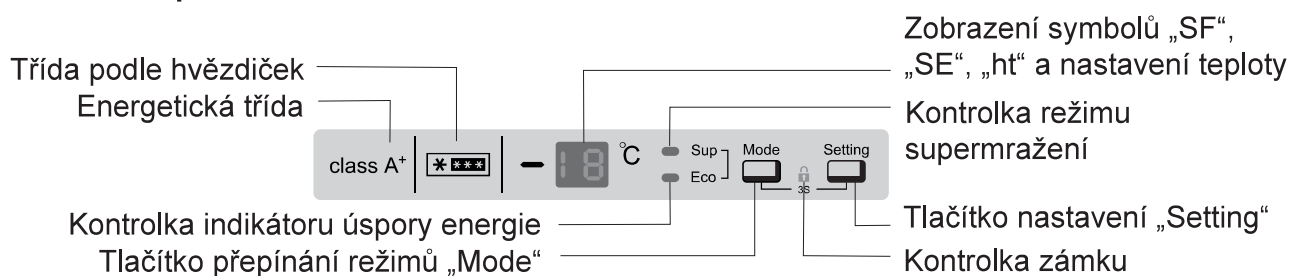 Zobrazení symbolů „SF“,
„SE“, „ht“ a nastavení teploty
Třída podle hvězdiček
Energetická třída
Kontrolka režimu
supermražení
class A⁺
****
18
°C
Sup
Eco
Mode
3S
Setting
Kontrolka indikátoru úspory energie
Tlačítko přepínání režimů „Mode“
Tlačítko nastavení „Setting“
Kontrolka zámku